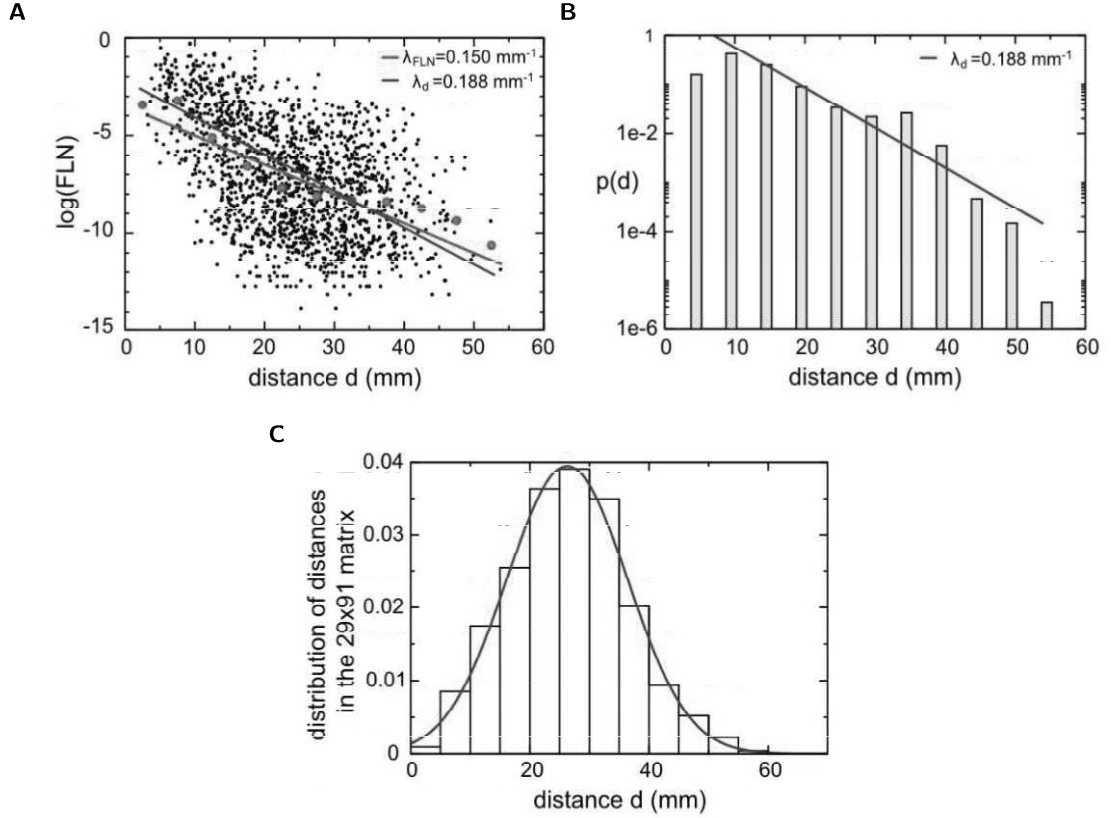 A
0
-5
-10
-15
log(FLN)
λFLN=0.150 mm-1
λd =0.188 mm-1
0 10 20 30 40 50 60
distance d (mm)
B
1
1e-2
p(d)
1e-4
1e-6
λd =0.188 mm-1
0 10 20 30 40 50 60
distance d (mm)
C
distribution of distances
in the 29x91 matrix
0.04
0.03
0.02
0.01
0
0 20 40 60
distance d (mm)